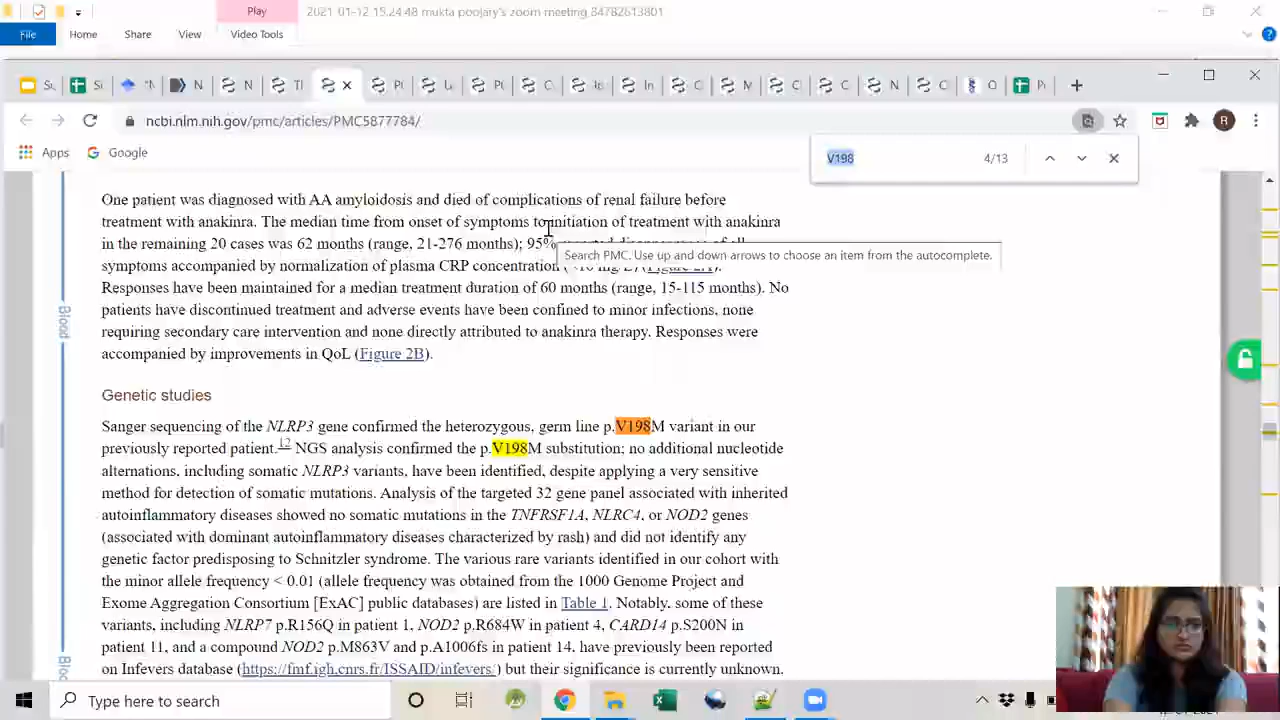 Play
2021-01-12 15.24.48 mukta poojary's zoom meeting 84782613801
File Home Share View Video Tools
ncbi.nlm.nih.gov/pmc/articles/PMC5877784/
R
Apps Google
V198 4/13
One patient was diagnosed with AA amyloidosis and died of complications of renal failure before
treatment with anakinra. The median time from onset of symptoms to initiation of treatment with anakinra
in the remaining 20 cases was 62 months (range, 21-276 months); 95%
Search PMC. Use up and down arrows to choose an item from the autocomplete.
symptoms accompanied by normalization of plasma CRP concentration
Responses have been maintained for a median treatment duration of 60 months (range, 15-115 months). No
patients have discontinued treatment and adverse events have been confined to minor infections, none
requiring secondary care intervention and none directly attributed to anakinra therapy. Responses were
accompanied by improvements in QoL (Figure 2B).
Genetic studies
Sanger sequencing of the NLRP3 gene confirmed the heterozygous, germ line p.V198M variant in our
previously reported patient.12 NGS analysis confirmed the p.V198M substitution; no additional nucleotide
alternations, including somatic NLRP3 variants, have been identified, despite applying a very sensitive
method for detection of somatic mutations. Analysis of the targeted 32 gene panel associated with inherited
autoinflammatory diseases showed no somatic mutations in the TNFRSF1A, NLRC4, or NOD2 genes
(associated with dominant autoinflammatory diseases characterized by rash) and did not identify any
genetic factor predisposing to Schnitzler syndrome. The various rare variants identified in our cohort with
the minor allele frequency < 0.01 (allele frequency was obtained from the 1000 Genome Project and
Exome Aggregation Consortium [ExAC] public databases) are listed in Table 1. Notably, some of these
variants, including NLRP7 p.R156Q in patient 1, NOD2 p.R684W in patient 4, CARD14 p.S200N in
patient 11, and a compound NOD2 p.M863V and p.A1006fs in patient 14, have previously been reported
on Infevers database (https://fmf.igh.cnrs.fr/ISSAID/infevers/) but their significance is currently unknown.
Blood
Type here to search